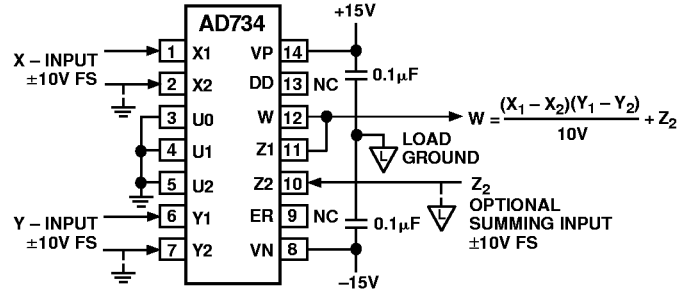 AD734
+15V
X – INPUT
±10V FS
1 X1
2 X2
3 U0
4 U1
5 U2
6 Y1
7 Y2
VP 14
DD 13 NC
W 12
Z1 11
Z2 10
ER 9 NC
VN 8
0.1µF
W = (X1 – X2)(Y1 – Y2)
10V
+ Z2
L
LOAD
GROUND
Z2
L
OPTIONAL
SUMMING INPUT
±10V FS
Y – INPUT
±10V FS
0.1µF
–15V